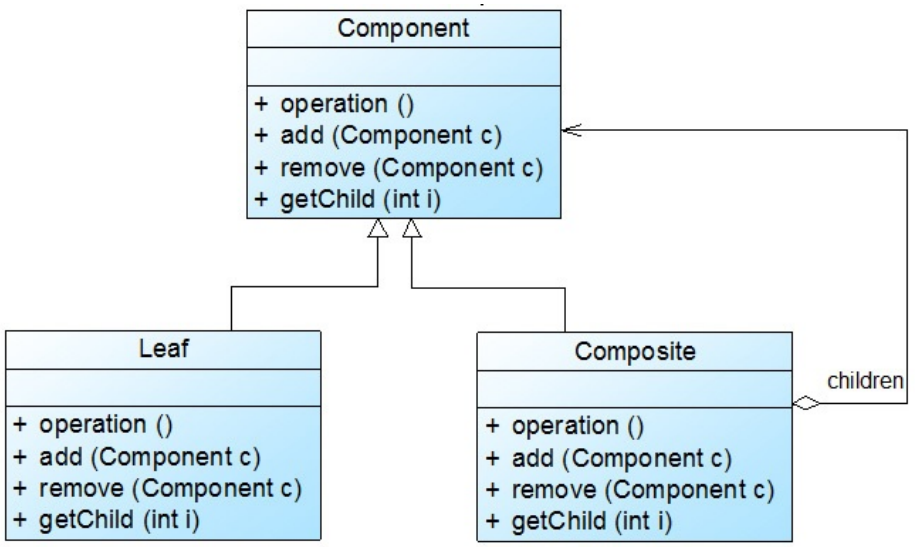 Component
+ operation ()
+ add (Component c)
+ remove (Component c)
+ getChild (int i)
Leaf
+ operation ()
+ add (Component c)
+ remove (Component c)
+ getChild (int i)
Composite
+ operation ()
+ add (Component c)
+ remove (Component c)
+ getChild (int i)
children